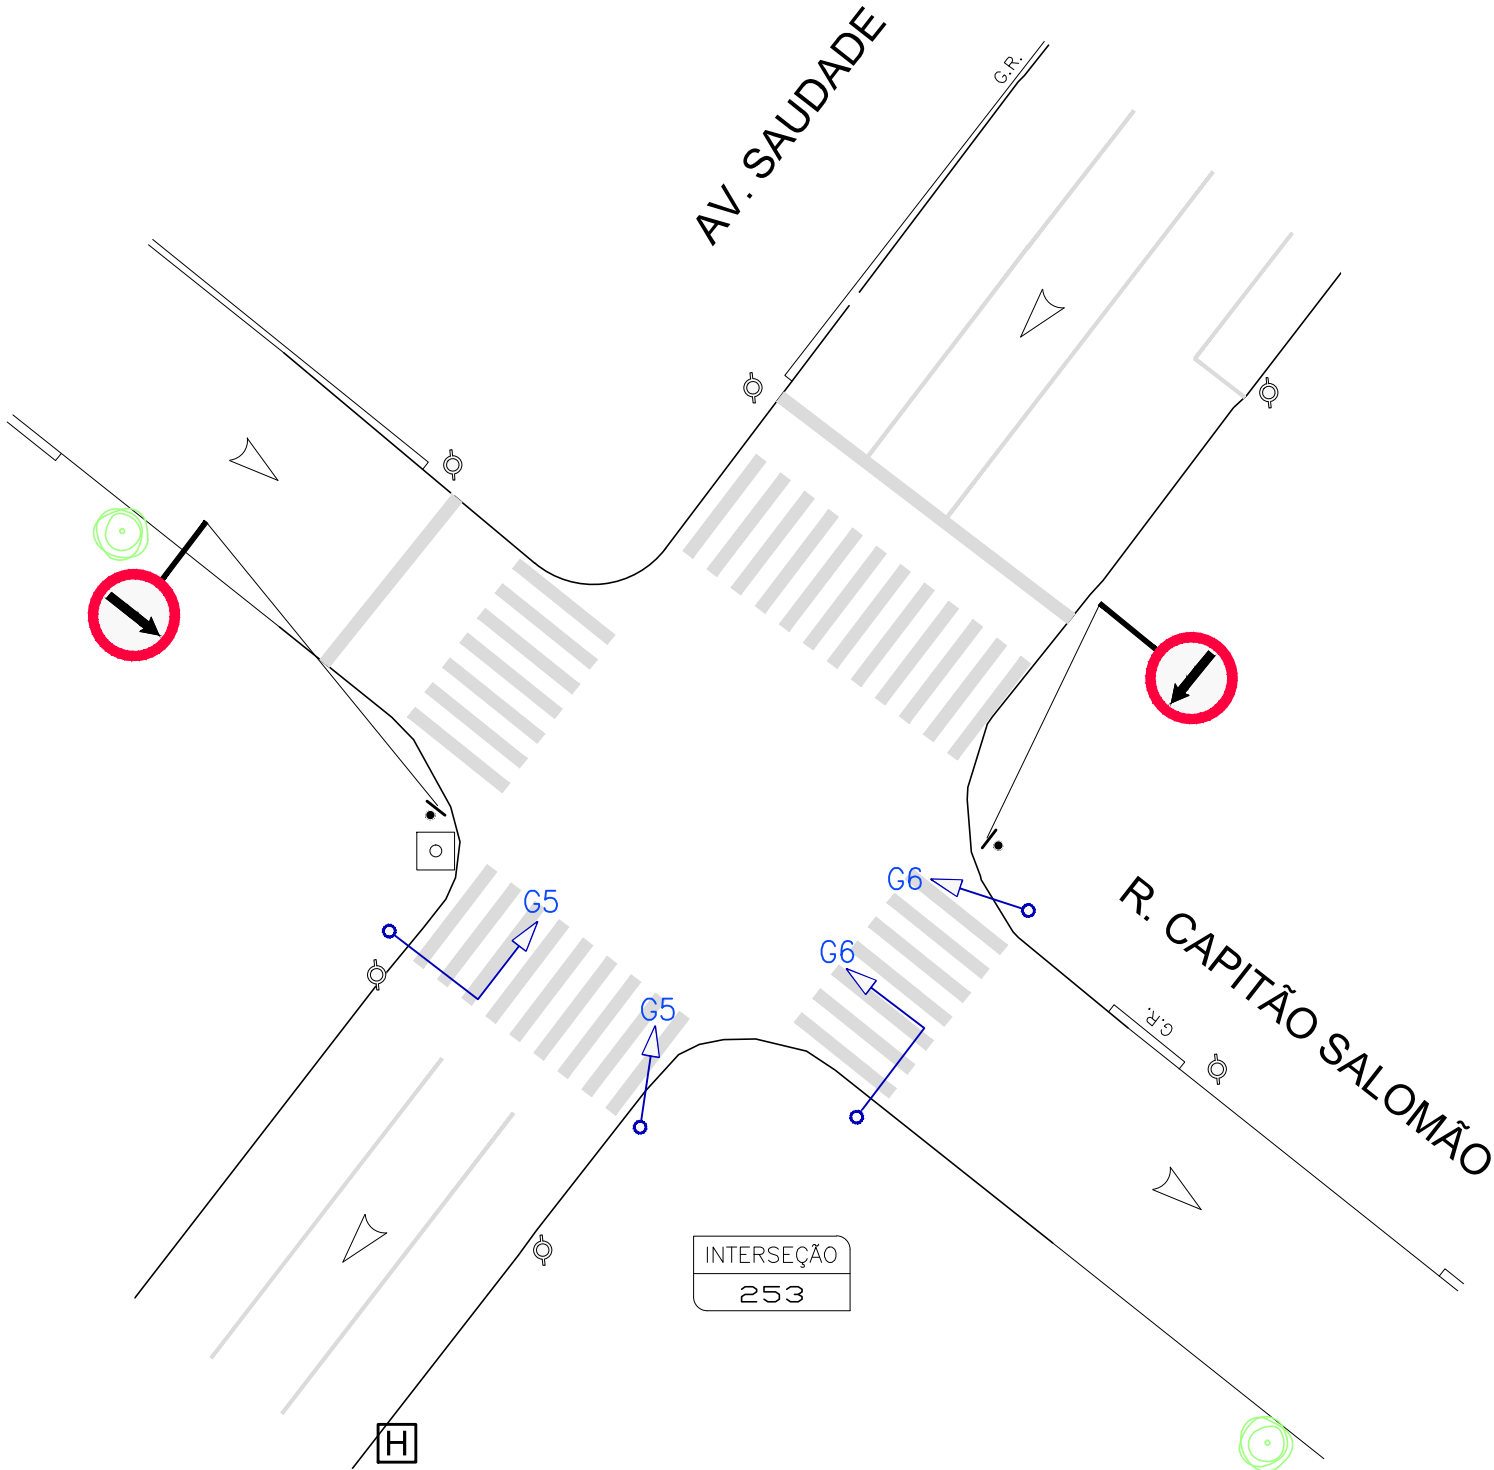 G.R.
AV. SAUDADE
G6
G5
G6
G5
R. CAPITÃO SALOMÃO
G.R.
INTERSEÇÃO
253
H